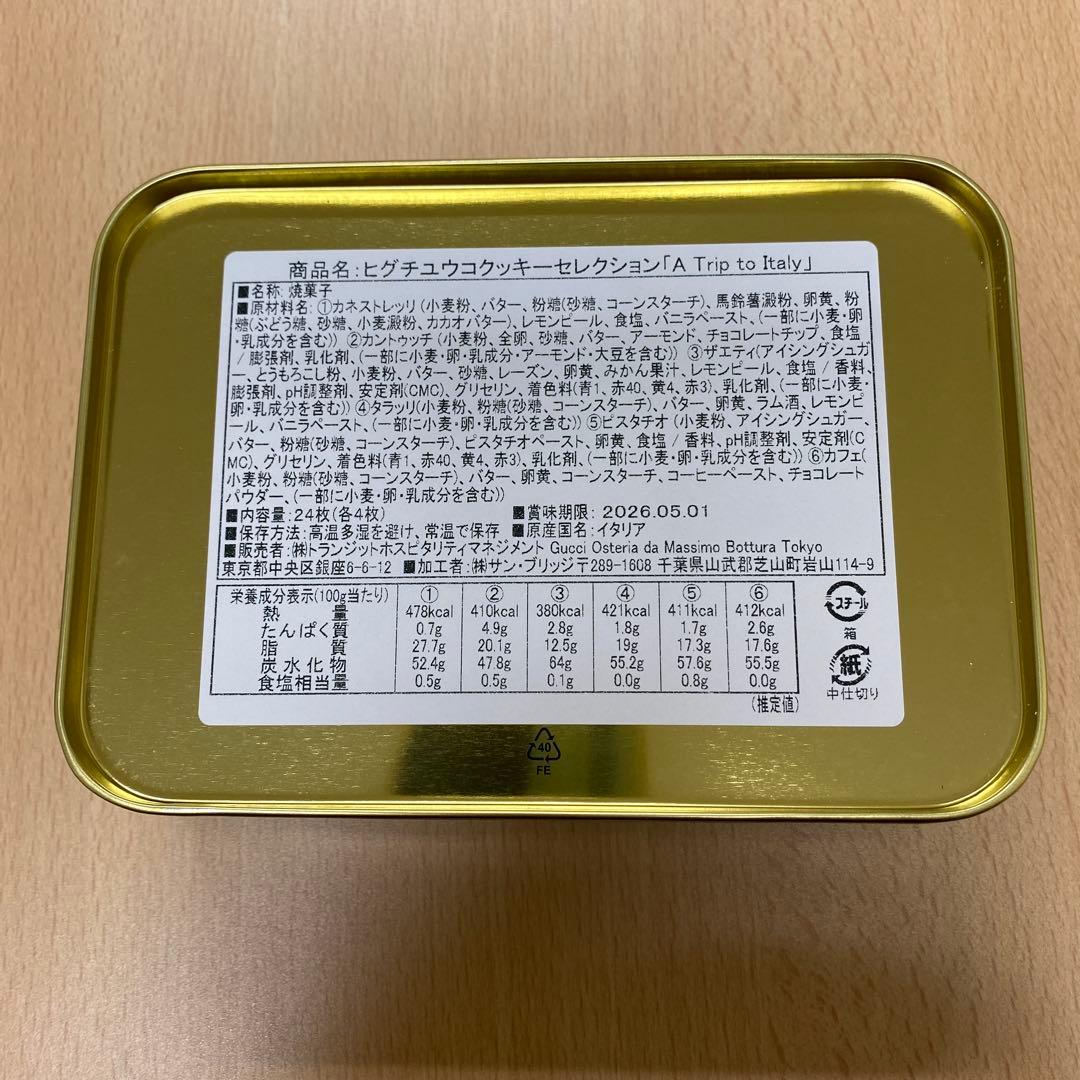 商品名:ヒグチユウコクッキーセレクション「A Trip to Italy」
■名称: 焼菓子
■原材料名: ①カネストレッリ (小麦粉、バター、粉糖(砂糖、コーンスターチ)、馬鈴薯澱粉、卵黄、粉
糖(ぶどう糖、砂糖、小麦澱粉、カカオバター)、レモンピール、食塩、バニラペースト、(一部に小麦・卵
・乳成分を含む)) ②カントゥッチ (小麦粉、全卵、砂糖、バター、アーモンド、チョコレートチップ、食塩
/ 膨張剤、乳化剤、(一部に小麦・卵・乳成分・アーモンド・大豆を含む)) ③ザエティ(アイシングシュガ
ー、とうもろこし粉、小麦粉、バター、砂糖、レーズン、卵黄、みかん果汁、レモンピール、食塩 / 香料、
膨張剤、pH調整剤、安定剤(CMC)、グリセリン、着色料(青1、赤40、黄4、赤3)、乳化剤、(一部に小麦・
卵・乳成分を含む)) ④タラッリ(小麦粉、粉糖(砂糖、コーンスターチ)、バター、卵黄、ラム酒、レモンピ
ール、バニラペースト、(一部に小麦・卵・乳成分を含む)) ⑤ピスタチオ (小麦粉、アイシングシュガー、
バター、粉糖(砂糖、コーンスターチ)、ピスタチオペースト、卵黄、食塩 / 香料、pH調整剤、安定剤(C
MC)、グリセリン、着色料(青1、赤40、黄4、赤3)、乳化剤、(一部に小麦・卵・乳成分を含む)) ⑥カフェ(
小麦粉、粉糖(砂糖、コーンスターチ)、バター、卵黄、コーンスターチ、コーヒーペースト、チョコレート
パウダー、(一部に小麦・卵・乳成分を含む))
■内容量: 24枚(各4枚) ■賞味期限: 2026.05.01
■保存方法: 高温多湿を避け、常温で保存 ■原産国名: イタリア
■販売者: ㈱トランジットホスピタリティマネジメント Gucci Osteria da Massimo Bottura Tokyo
東京都中央区銀座6-6-12 ■加工者: ㈱サン・ブリッジ〒289-1608 千葉県山武郡芝山町岩山114-9
栄養成分表示(100g当たり) ① ② ③ ④ ⑤ ⑥
熱量 478kcal 410kcal 380kcal 421kcal 411kcal 412kcal
たんぱく質 0.7g 4.9g 2.8g 1.8g 1.7g 2.6g
脂質 27.7g 20.1g 12.5g 19g 17.3g 17.6g
炭水化物 52.4g 47.8g 64g 55.2g 57.6g 55.5g
食塩相当量 0.5g 0.5g 0.1g 0.0g 0.8g 0.0g
(推定値)
スチール
箱
紙
中仕切り
40
FE